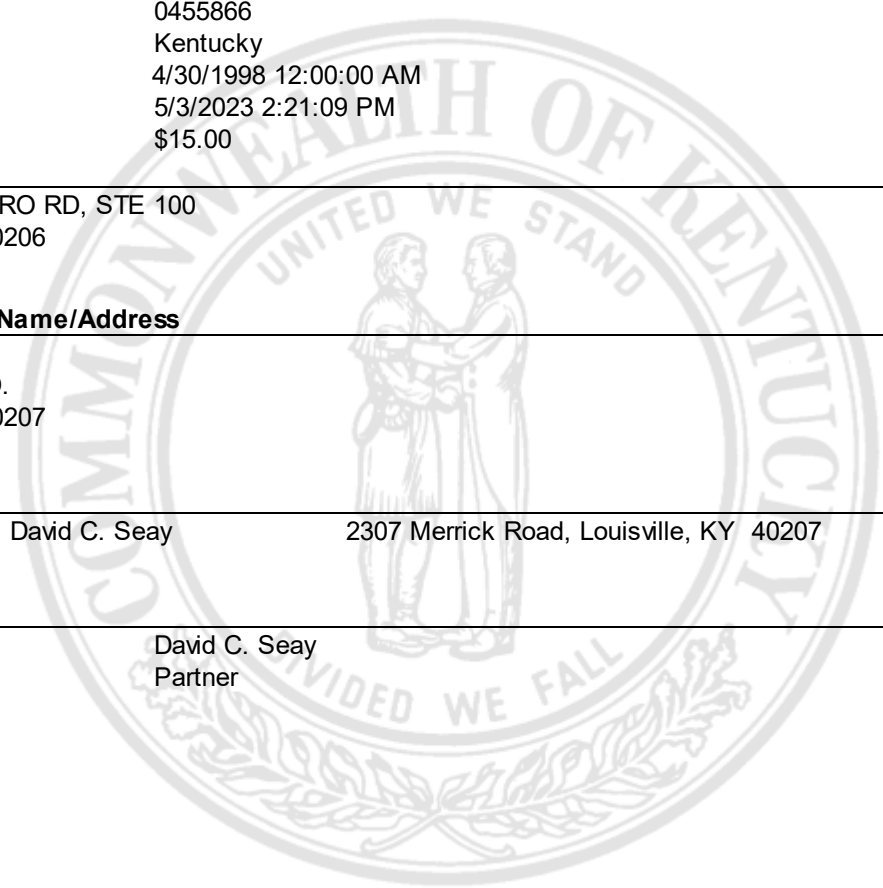 0455866
Kentucky
4/30/1998 12:00:00 AM
5/3/2023 2:21:09 PM
$15.00
RO RD, STE 100
0206
Name/Address
.
0207
David C. Seay 2307 Merrick Road, Louisville, KY 40207
David C. Seay
Partner
COMMONWEALTH OF KENTUCKY
UNITED WE STAND
DIVIDED WE FALL